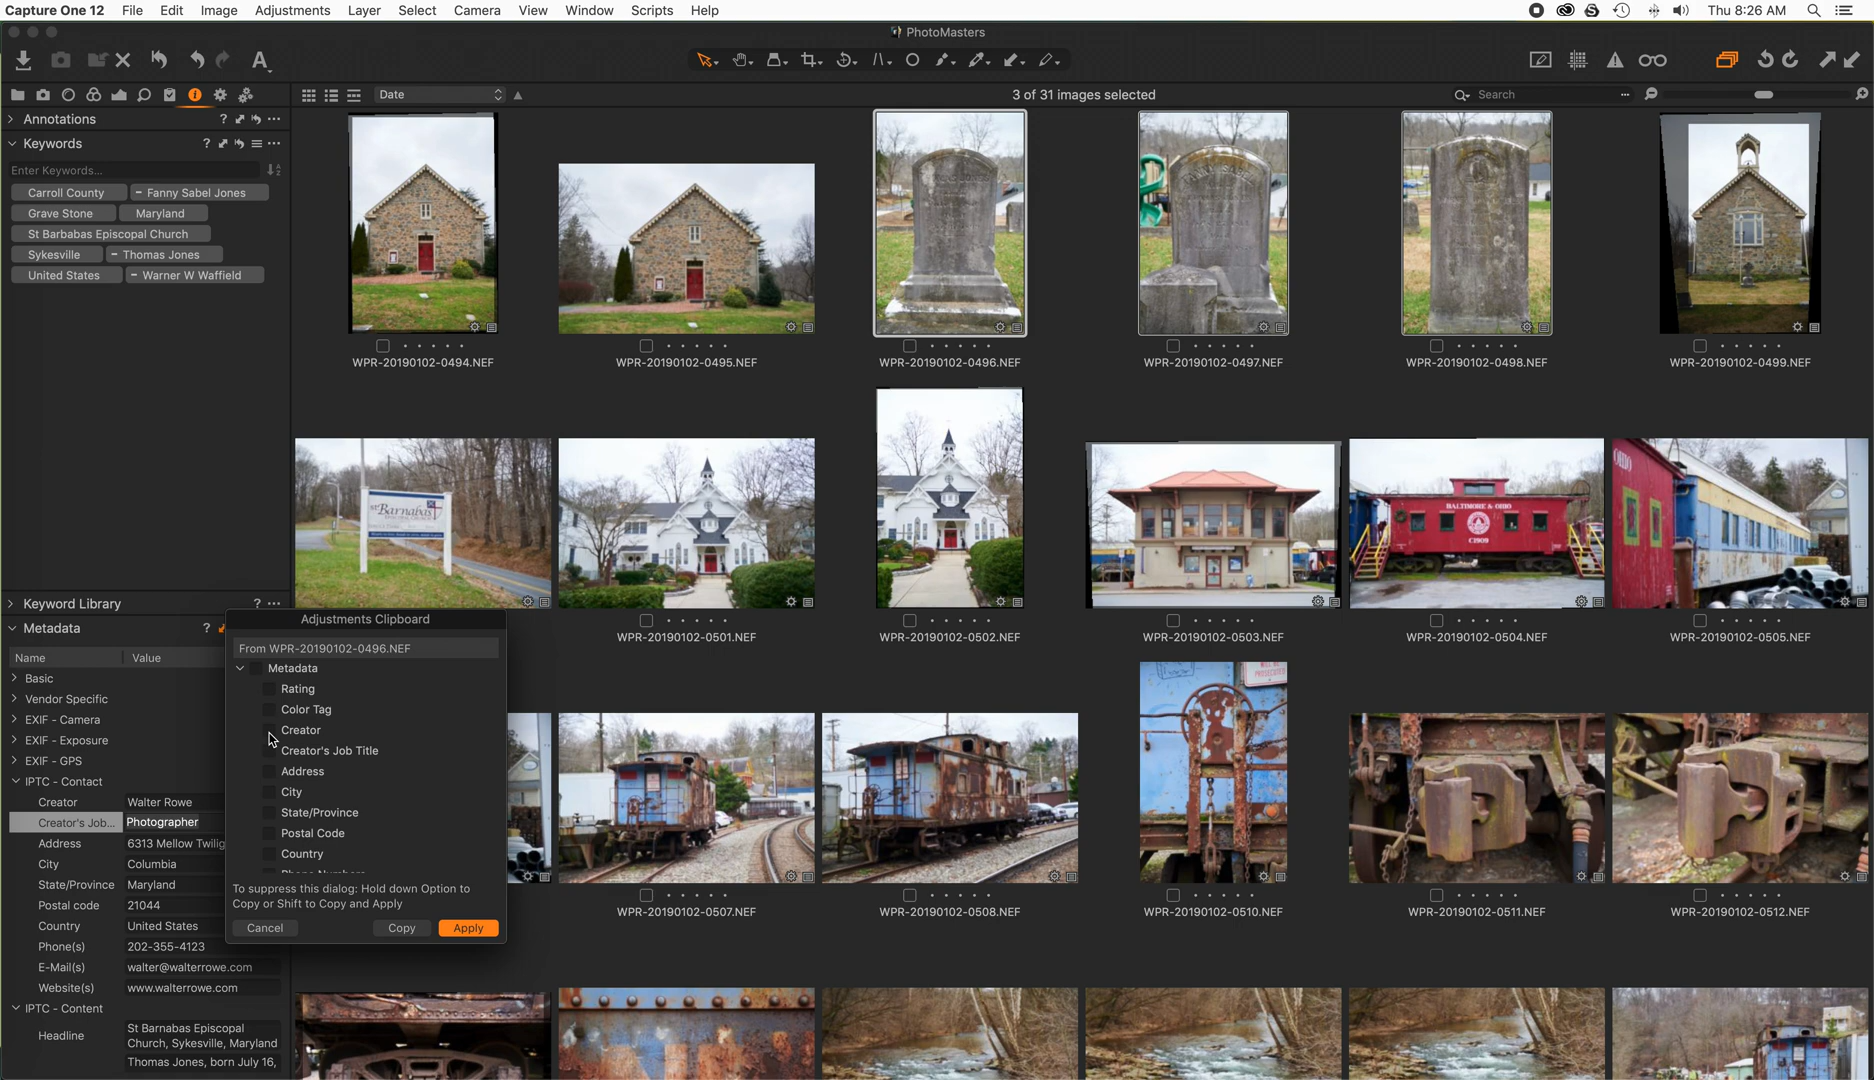 Capture One 12 File Edit Image Adjustments Layer Select Camera View Window Scripts Help Thu 8:26 AM
PhotoMasters
Date 3 of 31 images selected Search
Annotations
Keywords
Enter Keywords...
Carroll County Fanny Sabel Jones
Grave Stone Maryland
St Barbabas Episcopal Church
Sykesville Thomas Jones
United States Warner W Waffield
WPR-20190102-0494.NEF WPR-20190102-0495.NEF WPR-20190102-0496.NEF WPR-20190102-0497.NEF WPR-20190102-0498.NEF WPR-20190102-0499.NEF
St Barnabas
EPISCOPAL CHURCH
BALTIMORE & OHIO
C1909
OHIO
WPR-20190102-0501.NEF WPR-20190102-0502.NEF WPR-20190102-0503.NEF WPR-20190102-0504.NEF WPR-20190102-0505.NEF
Keyword Library
Metadata
Name Value
Basic
Vendor Specific
EXIF - Camera
EXIF - Exposure
EXIF - GPS
IPTC - Contact
Creator Walter Rowe
Creator's Job... Photographer
Address 6313 Mellow Twilig
City Columbia
State/Province Maryland
Postal code 21044
Country United States
Phone(s) 202-355-4123
E-Mail(s) walter@walterrowe.com
Website(s) www.walterrowe.com
IPTC - Content
Headline St Barnabas Episcopal
Church, Sykesville, Maryland
Thomas Jones, born July 16,
Adjustments Clipboard
From WPR-20190102-0496.NEF
Metadata
Rating
Color Tag
Creator
Creator's Job Title
Address
City
State/Province
Postal Code
Country
To suppress this dialog: Hold down Option to
Copy or Shift to Copy and Apply
Cancel Copy Apply
WPR-20190102-0507.NEF WPR-20190102-0508.NEF WPR-20190102-0510.NEF WPR-20190102-0511.NEF WPR-20190102-0512.NEF